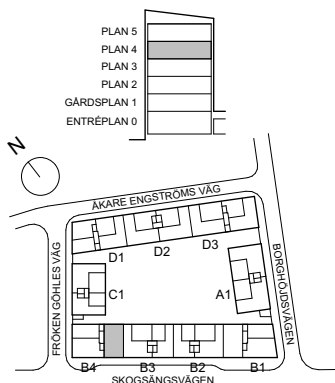 PLAN 5
PLAN 4
PLAN 3
PLAN 2
GÅRDSPLAN 1
ENTRÉPLAN 0
N
ÅKARE ENGSTRÖMS VÄG
FRÖKEN GÖHLES VÄG
BORGHÖJDSVÄGEN
D1
D2
D3
C1
A1
B4
B3
B2
B1
SKOGSÄNGSVÄGEN